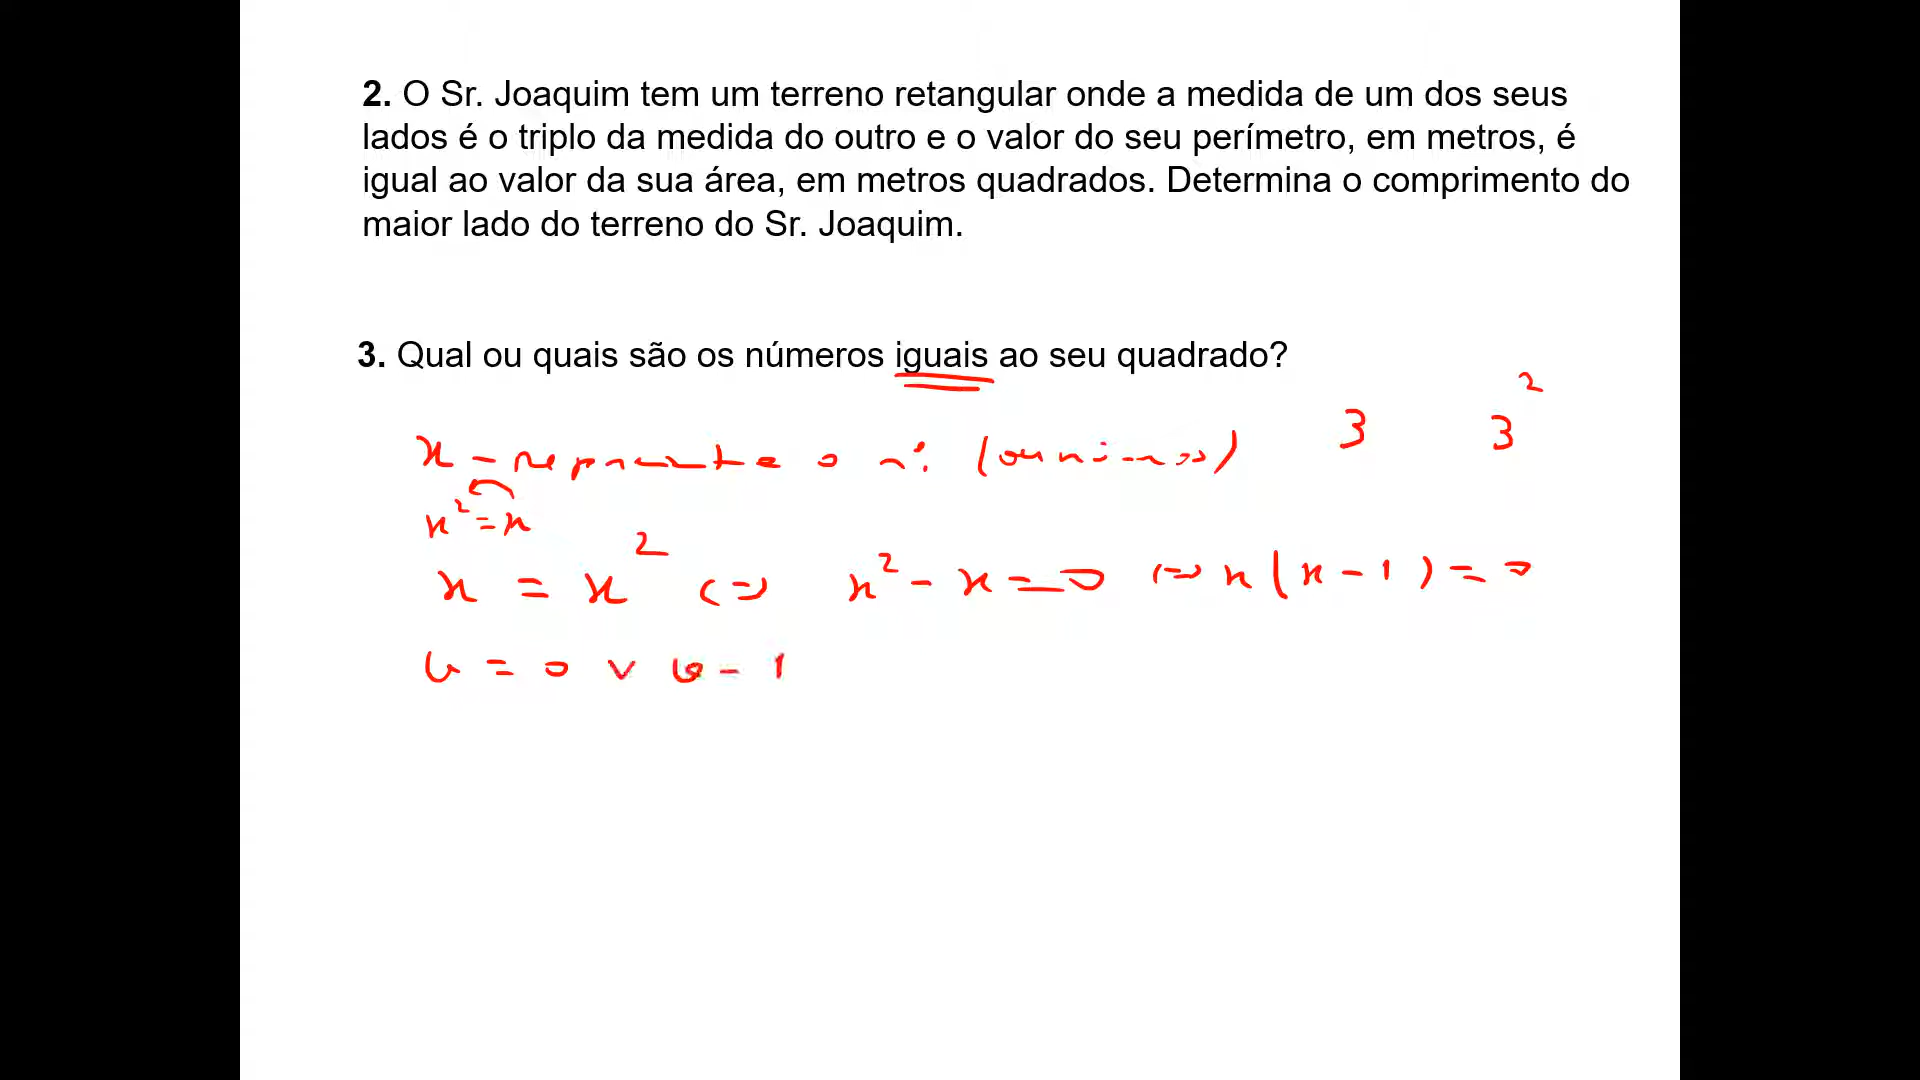 2. O Sr. Joaquim tem um terreno retangular onde a medida de um dos seus
lados é o triplo da medida do outro e o valor do seu perímetro, em metros, é
igual ao valor da sua área, em metros quadrados. Determina o comprimento do
maior lado do terreno do Sr. Joaquim.
3. Qual ou quais são os números iguais ao seu quadrado?
3 3²
x - representa o nº (ou números)
x² = x
x = x² (=) x² - x = 0 (=) x (x - 1) = 0
= 0 v - 1